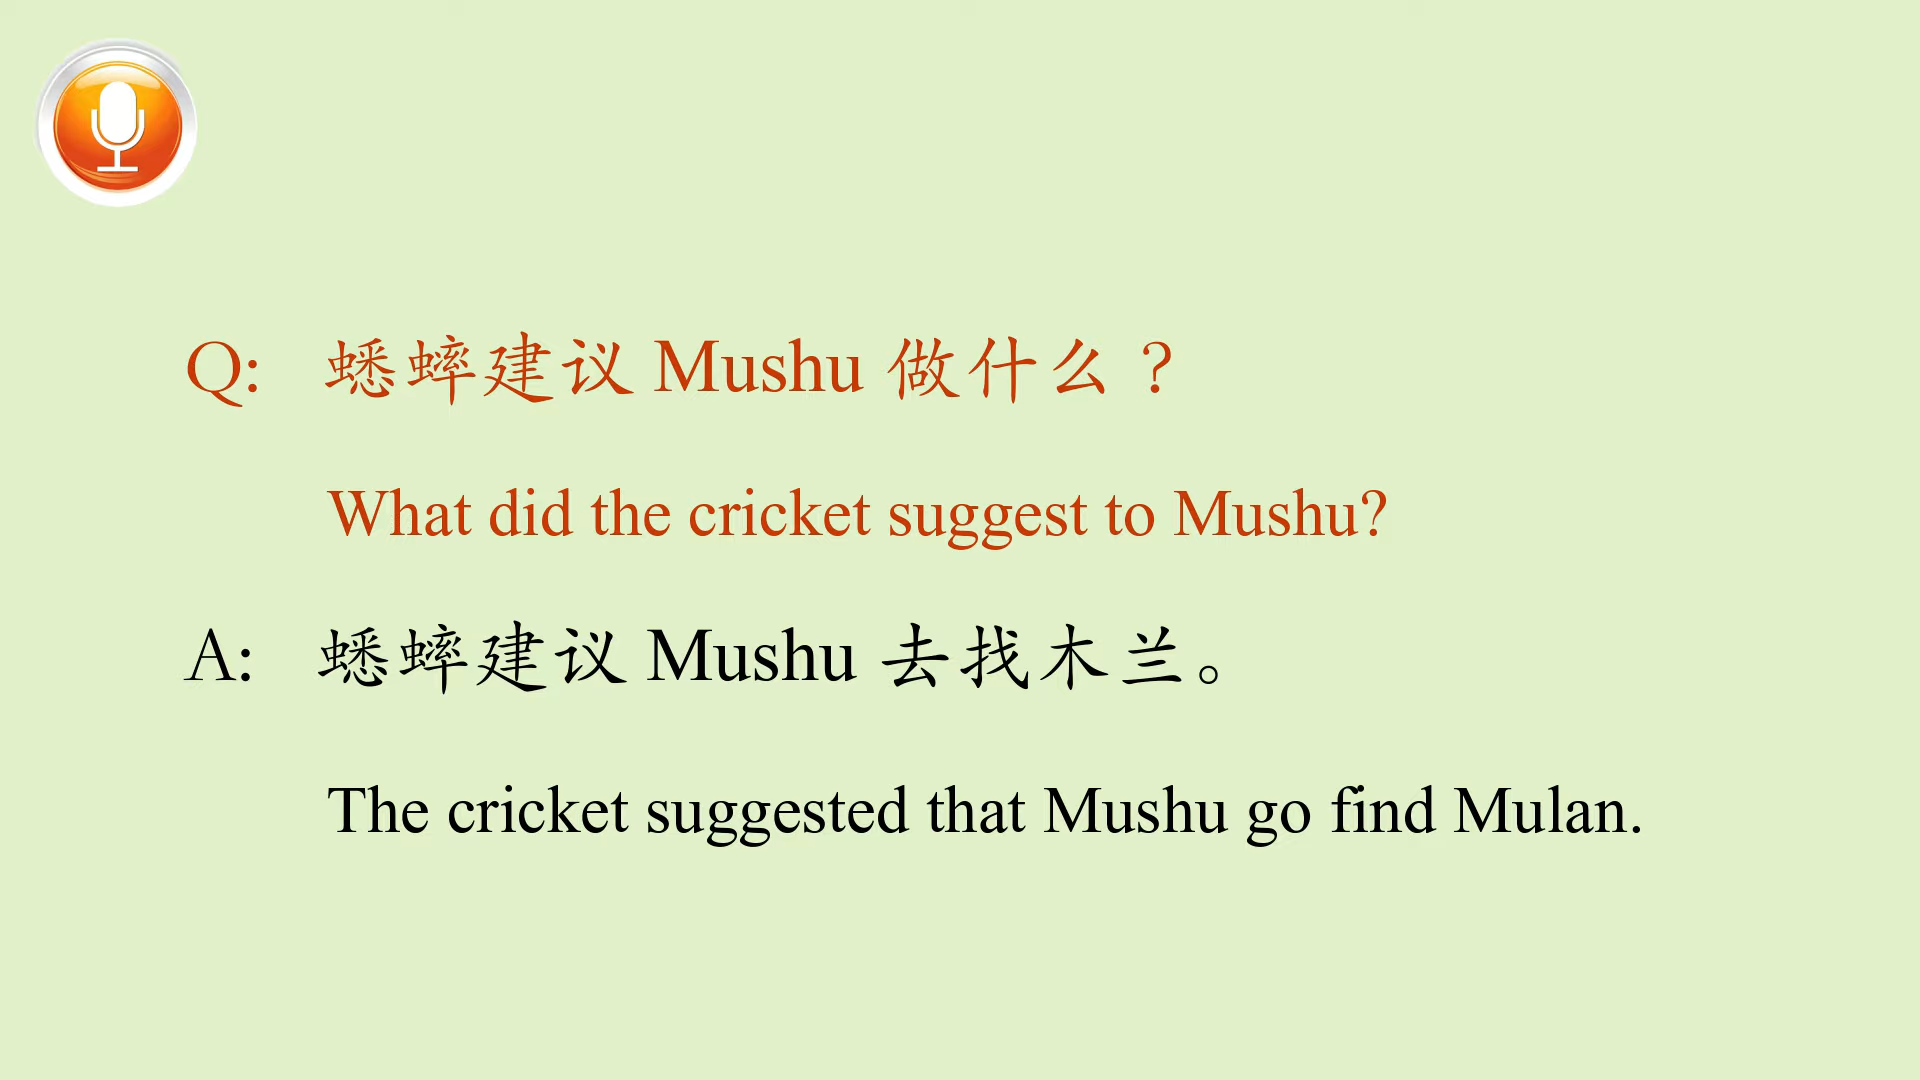 Q: 蟋蟀建议 Mushu 做什么？
What did the cricket suggest to Mushu?
A: 蟋蟀建议 Mushu 去找木兰。
The cricket suggested that Mushu go find Mulan.